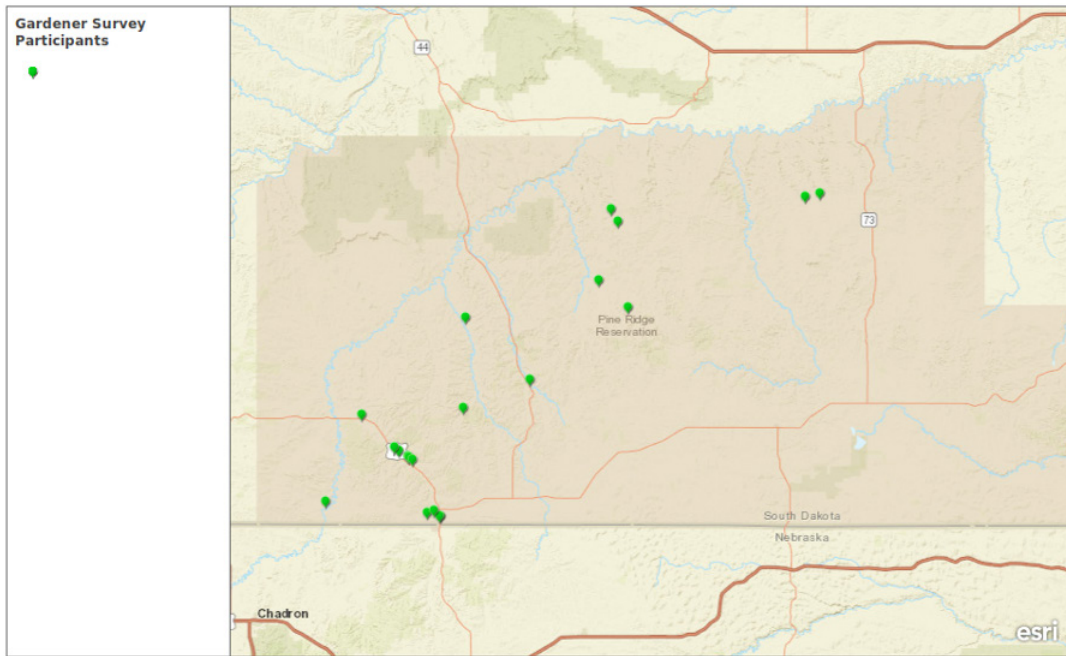 Gardener Survey
Participants
44
73
Pine Ridge
Reservation
South Dakota
Nebraska
Chadron
esri